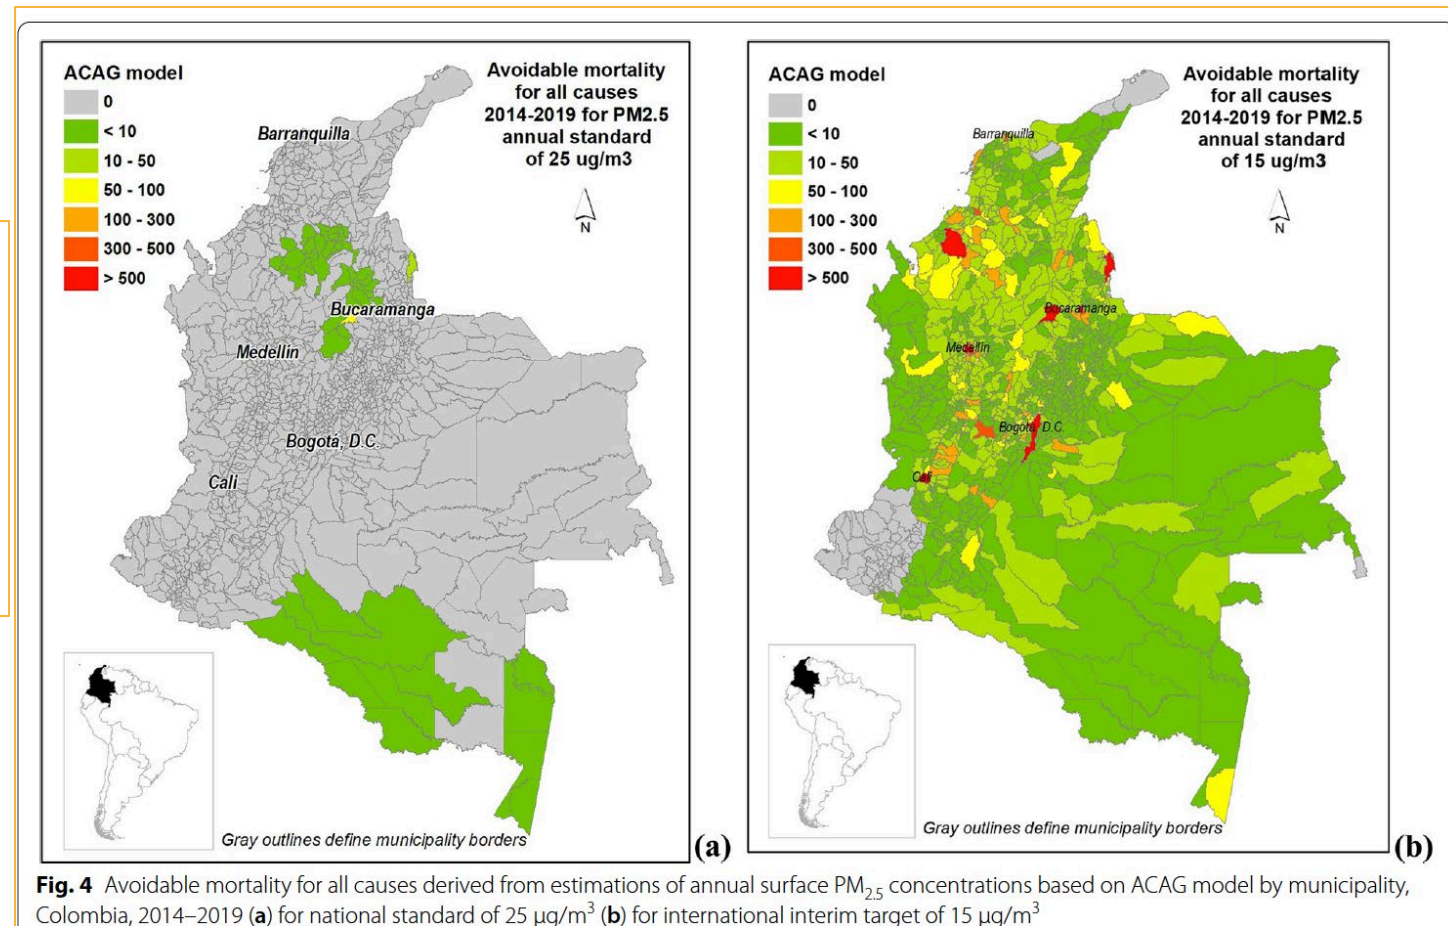 ACAG model
0
< 10
10 - 50
50 - 100
100 - 300
300 - 500
> 500
Avoidable mortality
for all causes
2014-2019 for PM2.5
annual standard
of 25 ug/m3
N
Barranquilla
Bucaramanga
Medellín
Bogotá, D.C.
Cali
Gray outlines define municipality borders
(a)
ACAG model
0
< 10
10 - 50
50 - 100
100 - 300
300 - 500
> 500
Avoidable mortality
for all causes
2014-2019 for PM2.5
annual standard
of 15 ug/m3
N
Barranquilla
Bucaramanga
Medellín
Bogotá, D.C.
Cali
Gray outlines define municipality borders
(b)
Fig. 4 Avoidable mortality for all causes derived from estimations of annual surface PM2.5 concentrations based on ACAG model by municipality,
Colombia, 2014–2019 (a) for national standard of 25 µg/m³ (b) for international interim target of 15 µg/m³